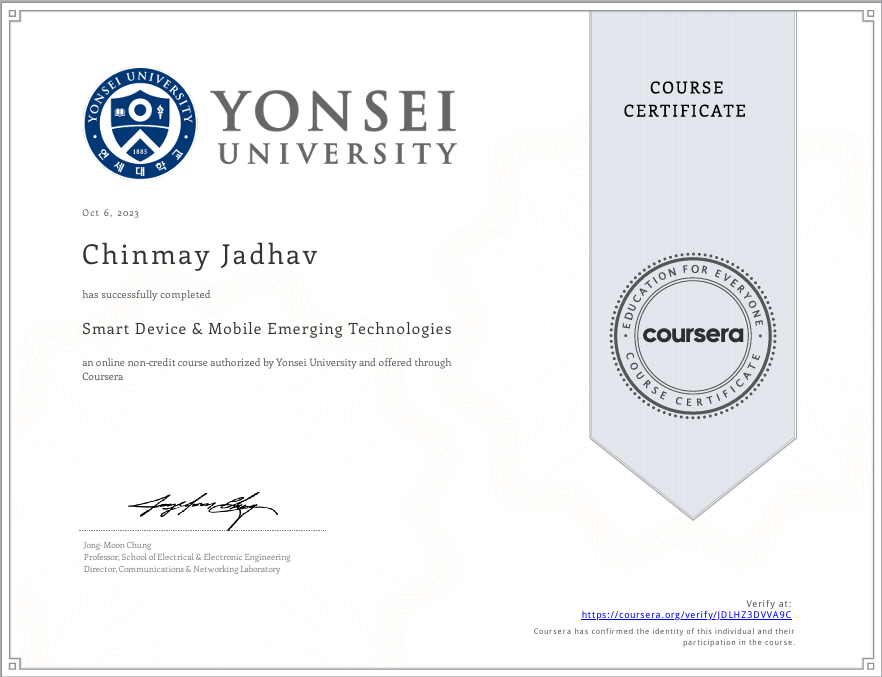 YONSEI UNIVERSITY
1885
연세대학교
YONSEI
UNIVERSITY
COURSE
CERTIFICATE
Oct 6, 2023
Chinmay Jadhav
has successfully completed
Smart Device & Mobile Emerging Technologies
an online non-credit course authorized by Yonsei University and offered through
Coursera
EDUCATION FOR EVERYONE
coursera
COURSE CERTIFICATE
Jong-Moon Chung
Professor, School of Electrical & Electronic Engineering
Director, Communications & Networking Laboratory
Verify at:
https://coursera.org/verify/JDLHZ3DVVA9C
Coursera has confirmed the identity of this individual and their
participation in the course.